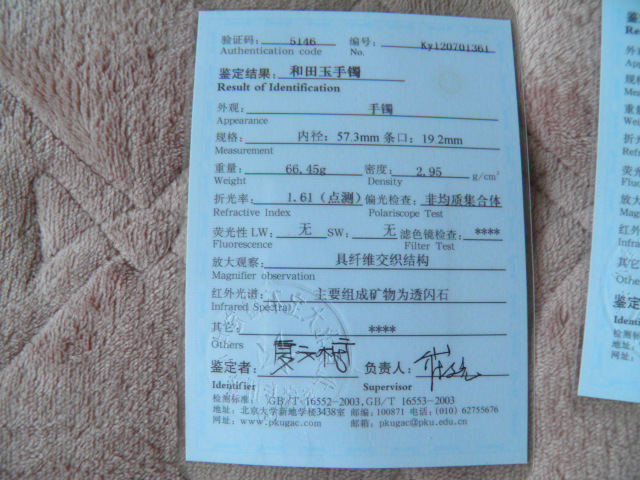 验证码: 5146 编号: Ky120701361
Authentication code No.
鉴定结果: 和田玉手镯
Result of Identification
外观: 手镯
Appearance
规格: 内径: 57.3mm 条口: 19.2mm
Measurement
重量: 66.45g 密度: 2.95 g/cm³
Weight Density
折光率: 1.61 (点测) 偏光检查: 非均质集合体
Refractive Index Polariscope Test
荧光性 LW: 无 SW: 无 滤色镜检查: ****
Fluorescence Filter Test
放大观察: 具纤维交织结构
Magnifier observation
红外光谱: 主要组成矿物为透闪石
Infrared Spectral
其它: ****
Others
鉴定者: 负责人:
Identifier Supervisor
检测标准: GB/T 16552-2003, GB/T 16553-2003
地址: 北京大学新地学楼3438室 邮编: 100871 电话: (010) 62755676
网址: www.pkugac.com 邮箱: pkugac@pku.edu.cn